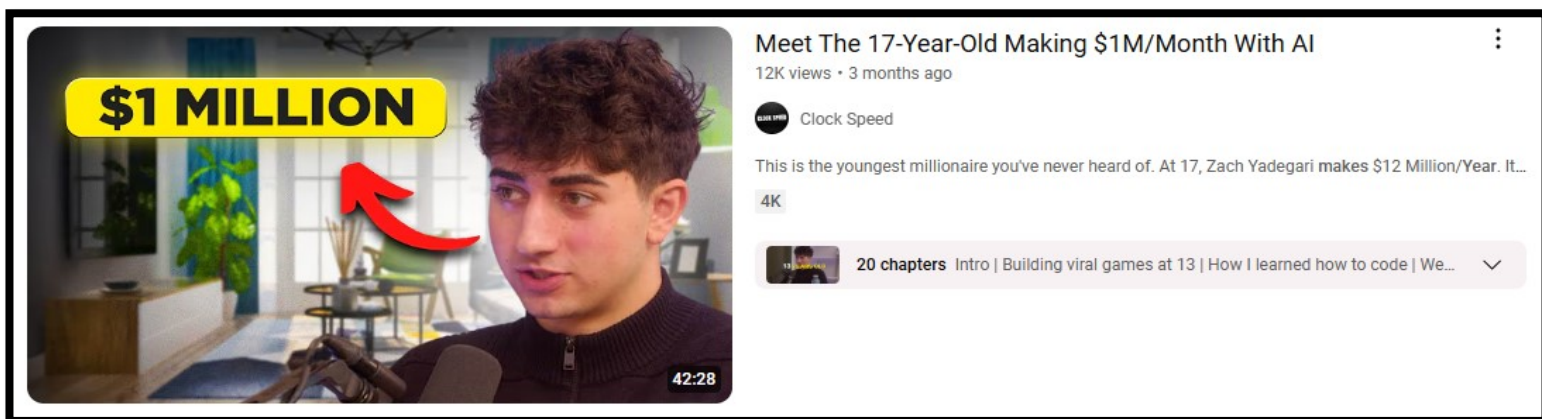 $1 MILLION
42:28
Meet The 17-Year-Old Making $1M/Month With AI
12K views • 3 months ago
CLOCK SPEED
Clock Speed
This is the youngest millionaire you've never heard of. At 17, Zach Yadegari makes $12 Million/Year. It...
4K
20 chapters Intro | Building viral games at 13 | How I learned how to code | We...